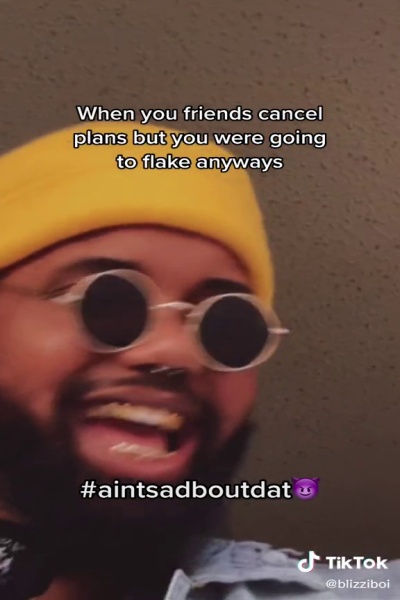 When you friends cancel
plans but you were going
to flake anyways
#aintsadboutdat😈
TikTok
@blizziboi